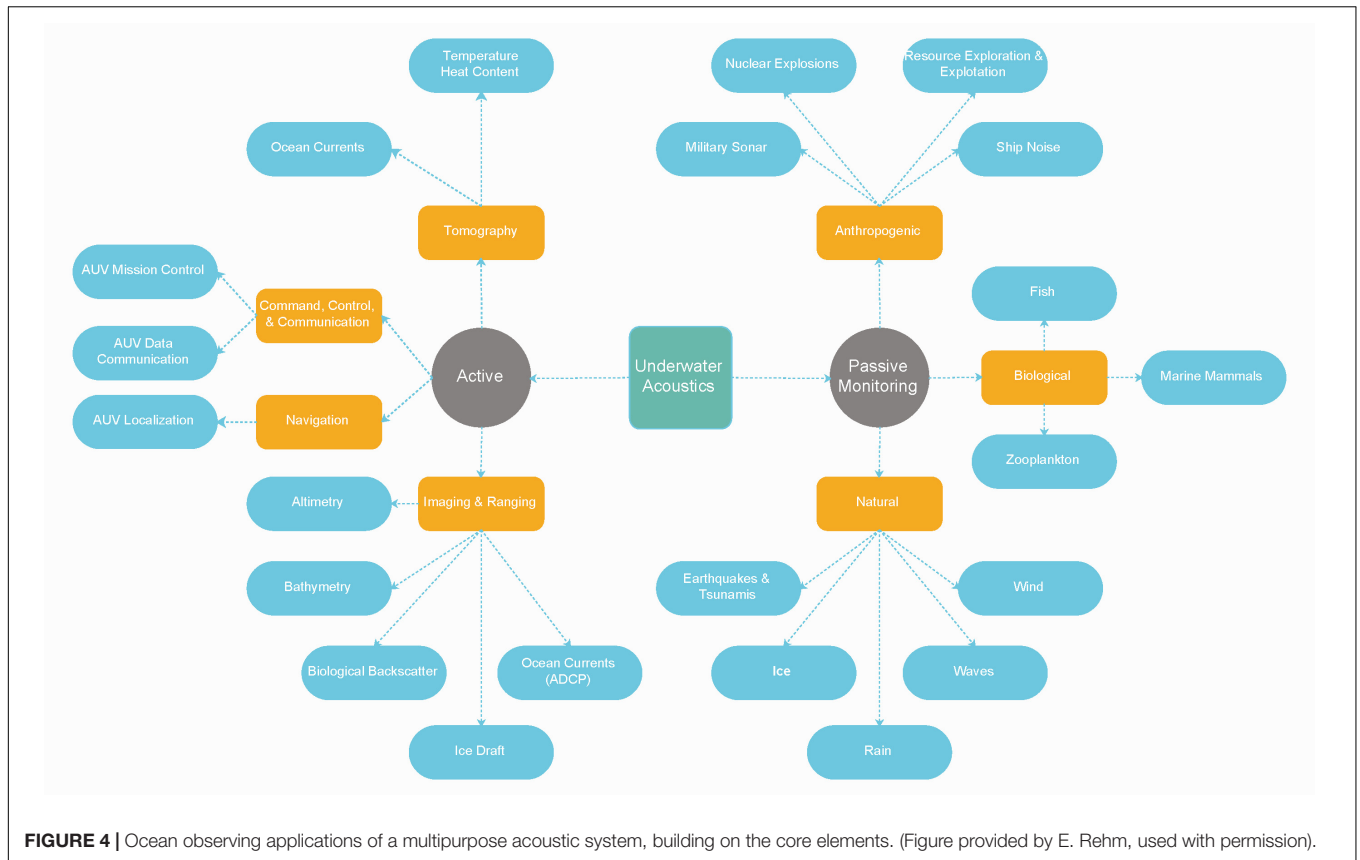 Temperature
Heat Content
Nuclear Explosions
Resource Exploration &
Explotation
Ocean Currents
Military Sonar
Ship Noise
Tomography
Anthropogenic
AUV Mission Control
Command, Control,
& Communication
AUV Data
Communication
Navigation
AUV Localization
Active
Underwater
Acoustics
Passive
Monitoring
Fish
Biological
Marine Mammals
Zooplankton
Altimetry
Imaging & Ranging
Natural
Bathymetry
Biological Backscatter
Ocean Currents
(ADCP)
Ice Draft
Earthquakes &
Tsunamis
Wind
Ice
Waves
Rain
FIGURE 4 | Ocean observing applications of a multipurpose acoustic system, building on the core elements. (Figure provided by E. Rehm, used with permission).